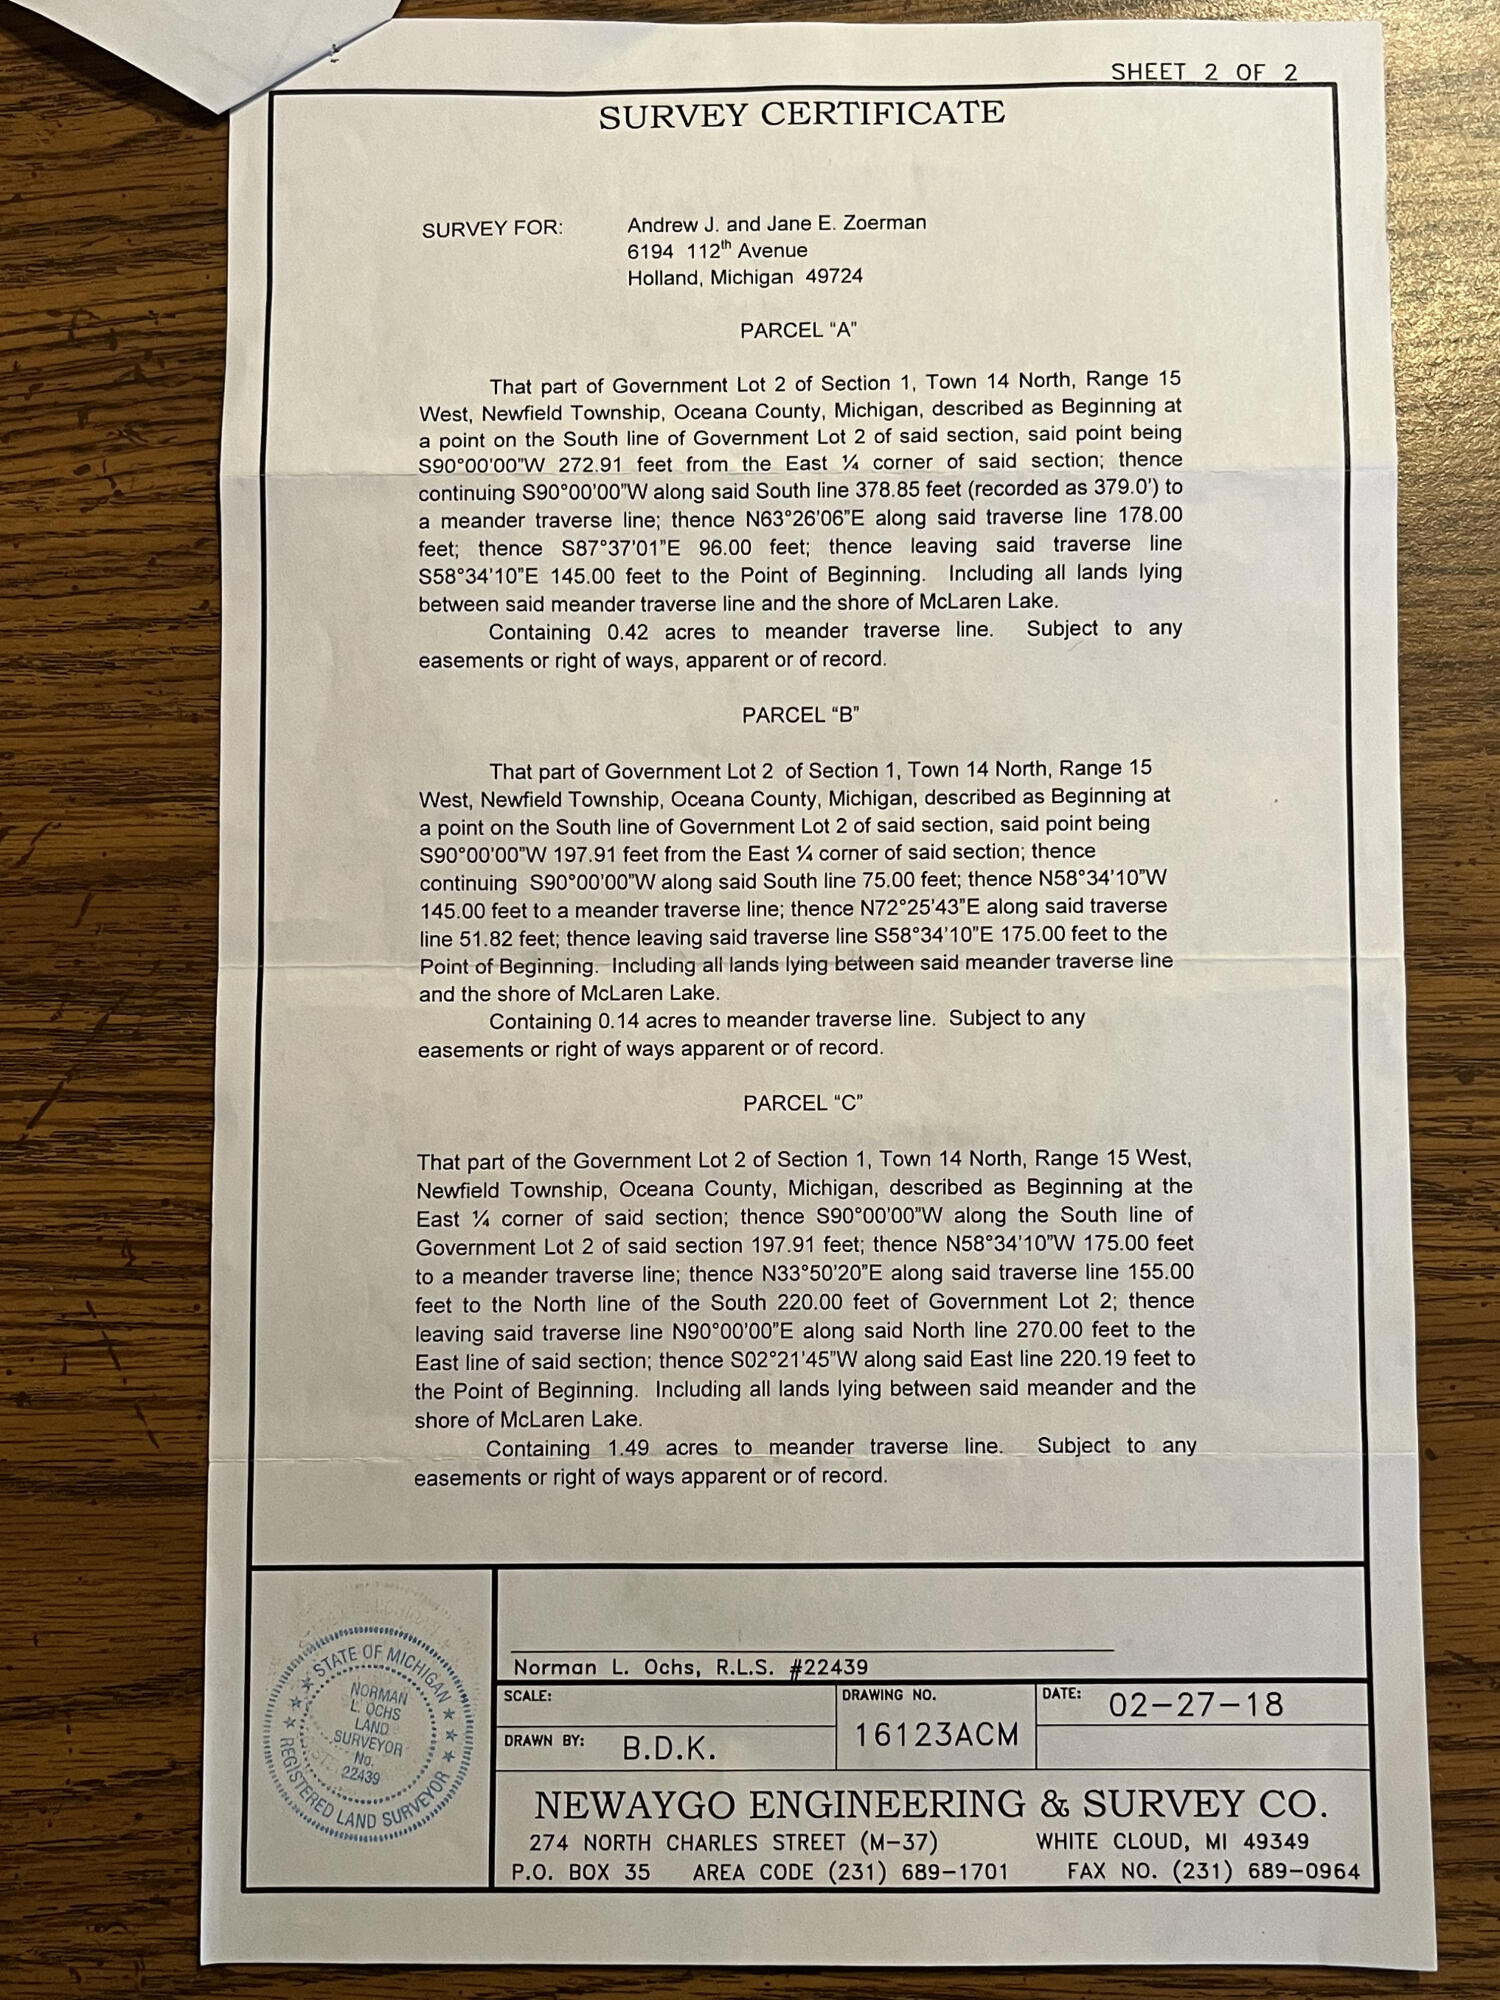 SHEET 2 OF 2
SURVEY CERTIFICATE
SURVEY FOR: Andrew J. and Jane E. Zoerman
6194 112th Avenue
Holland, Michigan 49724
PARCEL “A”
That part of Government Lot 2 of Section 1, Town 14 North, Range 15
West, Newfield Township, Oceana County, Michigan, described as Beginning at
a point on the South line of Government Lot 2 of said section, said point being
S90°00'00"W 272.91 feet from the East ¼ corner of said section; thence
continuing S90°00'00"W along said South line 378.85 feet (recorded as 379.0') to
a meander traverse line; thence N63°26'06"E along said traverse line 178.00
feet; thence S87°37'01"E 96.00 feet; thence leaving said traverse line
S58°34'10"E 145.00 feet to the Point of Beginning. Including all lands lying
between said meander traverse line and the shore of McLaren Lake.
Containing 0.42 acres to meander traverse line. Subject to any
easements or right of ways, apparent or of record.
PARCEL “B”
That part of Government Lot 2 of Section 1, Town 14 North, Range 15
West, Newfield Township, Oceana County, Michigan, described as Beginning at
a point on the South line of Government Lot 2 of said section, said point being
S90°00'00"W 197.91 feet from the East ¼ corner of said section; thence
continuing S90°00'00"W along said South line 75.00 feet; thence N58°34'10"W
145.00 feet to a meander traverse line; thence N72°25'43"E along said traverse
line 51.82 feet; thence leaving said traverse line S58°34'10"E 175.00 feet to the
Point of Beginning. Including all lands lying between said meander traverse line
and the shore of McLaren Lake.
Containing 0.14 acres to meander traverse line. Subject to any
easements or right of ways apparent or of record.
PARCEL “C”
That part of the Government Lot 2 of Section 1, Town 14 North, Range 15 West,
Newfield Township, Oceana County, Michigan, described as Beginning at the
East ¼ corner of said section; thence S90°00'00"W along the South line of
Government Lot 2 of said section 197.91 feet; thence N58°34'10"W 175.00 feet
to a meander traverse line; thence N33°50'20"E along said traverse line 155.00
feet to the North line of the South 220.00 feet of Government Lot 2; thence
leaving said traverse line N90°00'00"E along said North line 270.00 feet to the
East line of said section; thence S02°21'45"W along said East line 220.19 feet to
the Point of Beginning. Including all lands lying between said meander and the
shore of McLaren Lake.
Containing 1.49 acres to meander traverse line. Subject to any
easements or right of ways apparent or of record.
STATE OF MICHIGAN
NORMAN
L. OCHS
LAND
SURVEYOR
No.
22439
REGISTERED LAND SURVEYOR
Norman L. Ochs, R.L.S. #22439
SCALE:
DRAWN BY: B.D.K.
DRAWING NO.
16123ACM
DATE: 02-27-18
NEWAYGO ENGINEERING & SURVEY CO.
274 NORTH CHARLES STREET (M-37) WHITE CLOUD, MI 49349
P.O. BOX 35 AREA CODE (231) 689-1701 FAX NO. (231) 689-0964